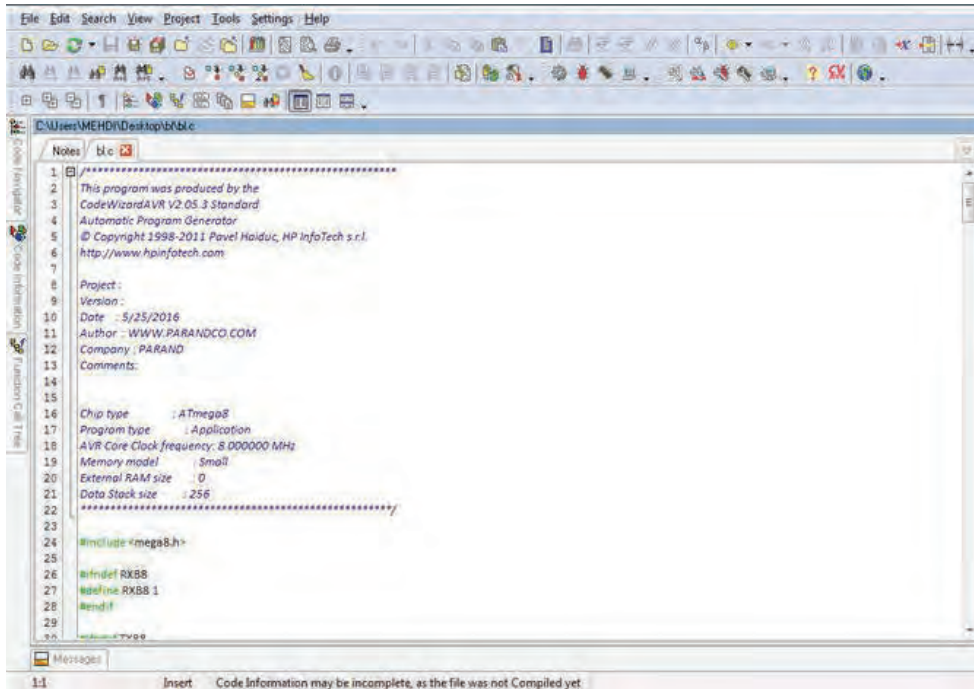 File Edit Search View Project Tools Settings Help
C:\Users\MEHDI\Desktop\bl\bl.c
Notes bl.c
Code Navigator
Code Information
Function Call Tree
1 /********************************************************
2 This program was produced by the
3 CodeWizardAVR V2.05.3 Standard
4 Automatic Program Generator
5 © Copyright 1998-2011 Pavel Haiduc, HP InfoTech s.r.l.
6 http://www.hpinfotech.com
7
8 Project :
9 Version :
10 Date : 5/25/2016
11 Author : WWW.PARANDCO.COM
12 Company : PARAND
13 Comments:
14
15
16 Chip type : ATmega8
17 Program type : Application
18 AVR Core Clock frequency: 8.000000 MHz
19 Memory model : Small
20 External RAM size : 0
21 Data Stack size : 256
22 ********************************************************/
23
24 #include <mega8.h>
25
26 #ifndef RXB8
27 #define RXB8 1
28 #endif
29
Messages
1:1 Insert Code Information may be incomplete, as the file was not Compiled yet